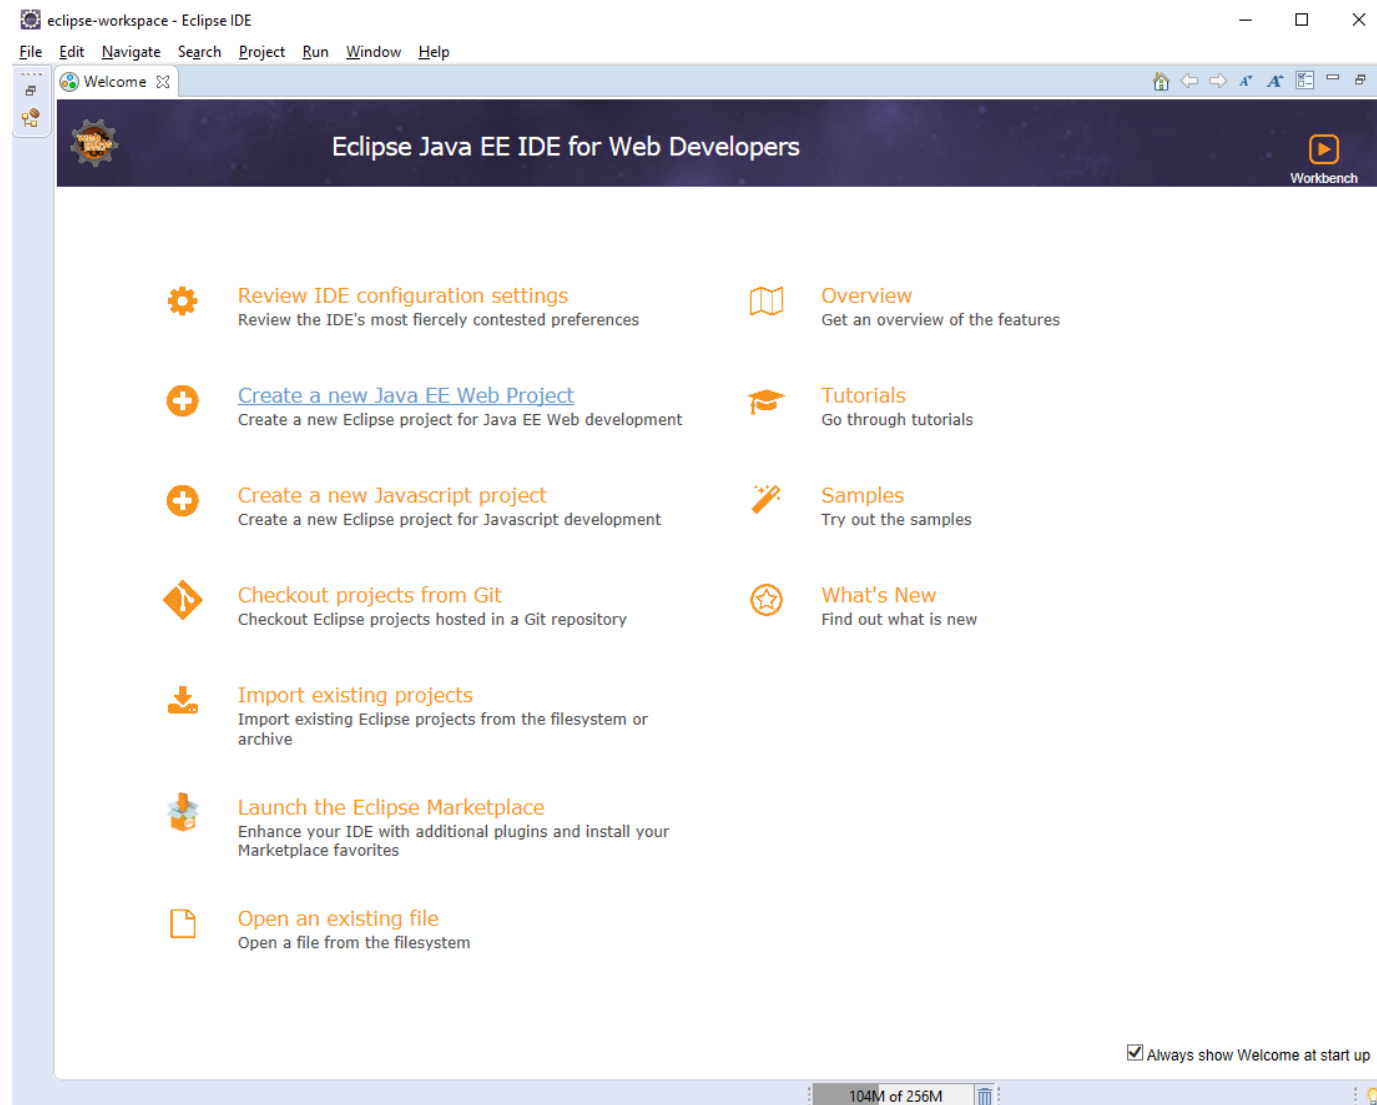 eclipse-workspace - Eclipse IDE
File Edit Navigate Search Project Run Window Help
Welcome
Eclipse Java EE IDE for Web Developers
Workbench
Review IDE configuration settings
Review the IDE's most fiercely contested preferences
Create a new Java EE Web Project
Create a new Eclipse project for Java EE Web development
Create a new Javascript project
Create a new Eclipse project for Javascript development
Checkout projects from Git
Checkout Eclipse projects hosted in a Git repository
Import existing projects
Import existing Eclipse projects from the filesystem or
archive
Launch the Eclipse Marketplace
Enhance your IDE with additional plugins and install your
Marketplace favorites
Open an existing file
Open a file from the filesystem
Overview
Get an overview of the features
Tutorials
Go through tutorials
Samples
Try out the samples
What's New
Find out what is new
Always show Welcome at start up
104M of 256M